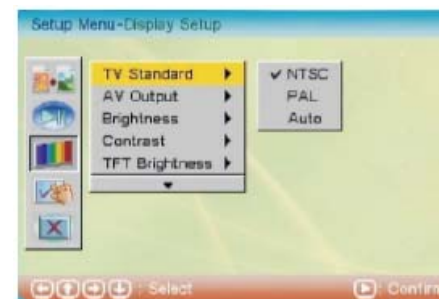 Setup Menu-Display Setup
TV Standard
AV Output
Brightness
Contrast
TFT Brightness
✔ NTSC
PAL
Auto
: Select
: Confirm